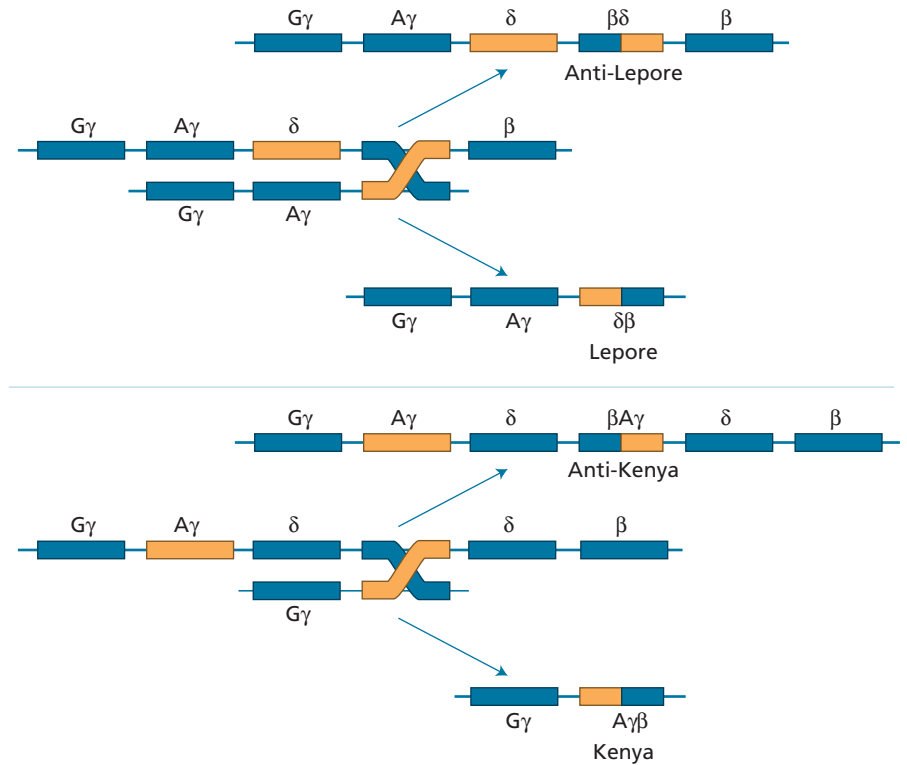 Gγ Aγ δ βδ β
Anti-Lepore
Gγ Aγ δ β
Gγ Aγ
Gγ Aγ δβ
Lepore
Gγ Aγ δ βAγ δ β
Anti-Kenya
Gγ Aγ δ δ β
Gγ
Gγ Aγβ
Kenya